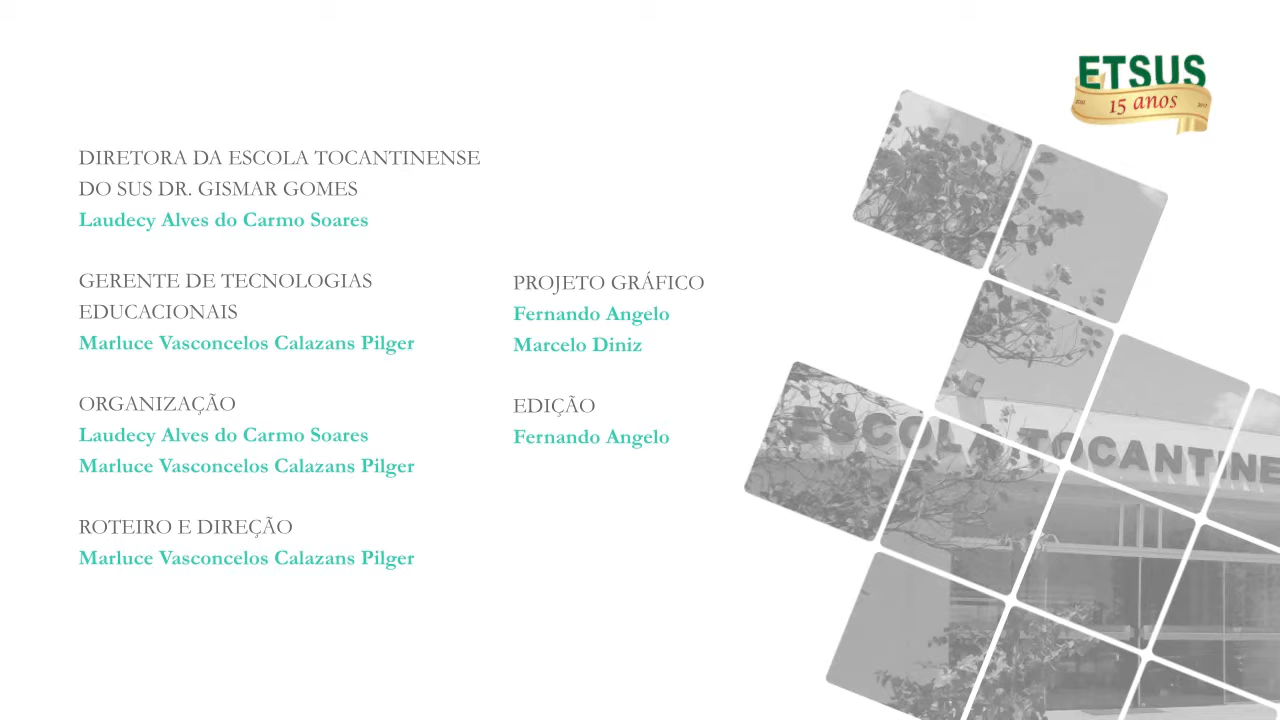 DIRETORA DA ESCOLA TOCANTINENSE
DO SUS DR. GISMAR GOMES
Laudecy Alves do Carmo Soares
GERENTE DE TECNOLOGIAS
EDUCACIONAIS
Marluce Vasconcelos Calazans Pilger
ORGANIZAÇÃO
Laudecy Alves do Carmo Soares
Marluce Vasconcelos Calazans Pilger
ROTEIRO E DIREÇÃO
Marluce Vasconcelos Calazans Pilger
PROJETO GRÁFICO
Fernando Angelo
Marcelo Diniz
EDIÇÃO
Fernando Angelo
ETSUS
15 anos
ESCOLA TOCANTINE